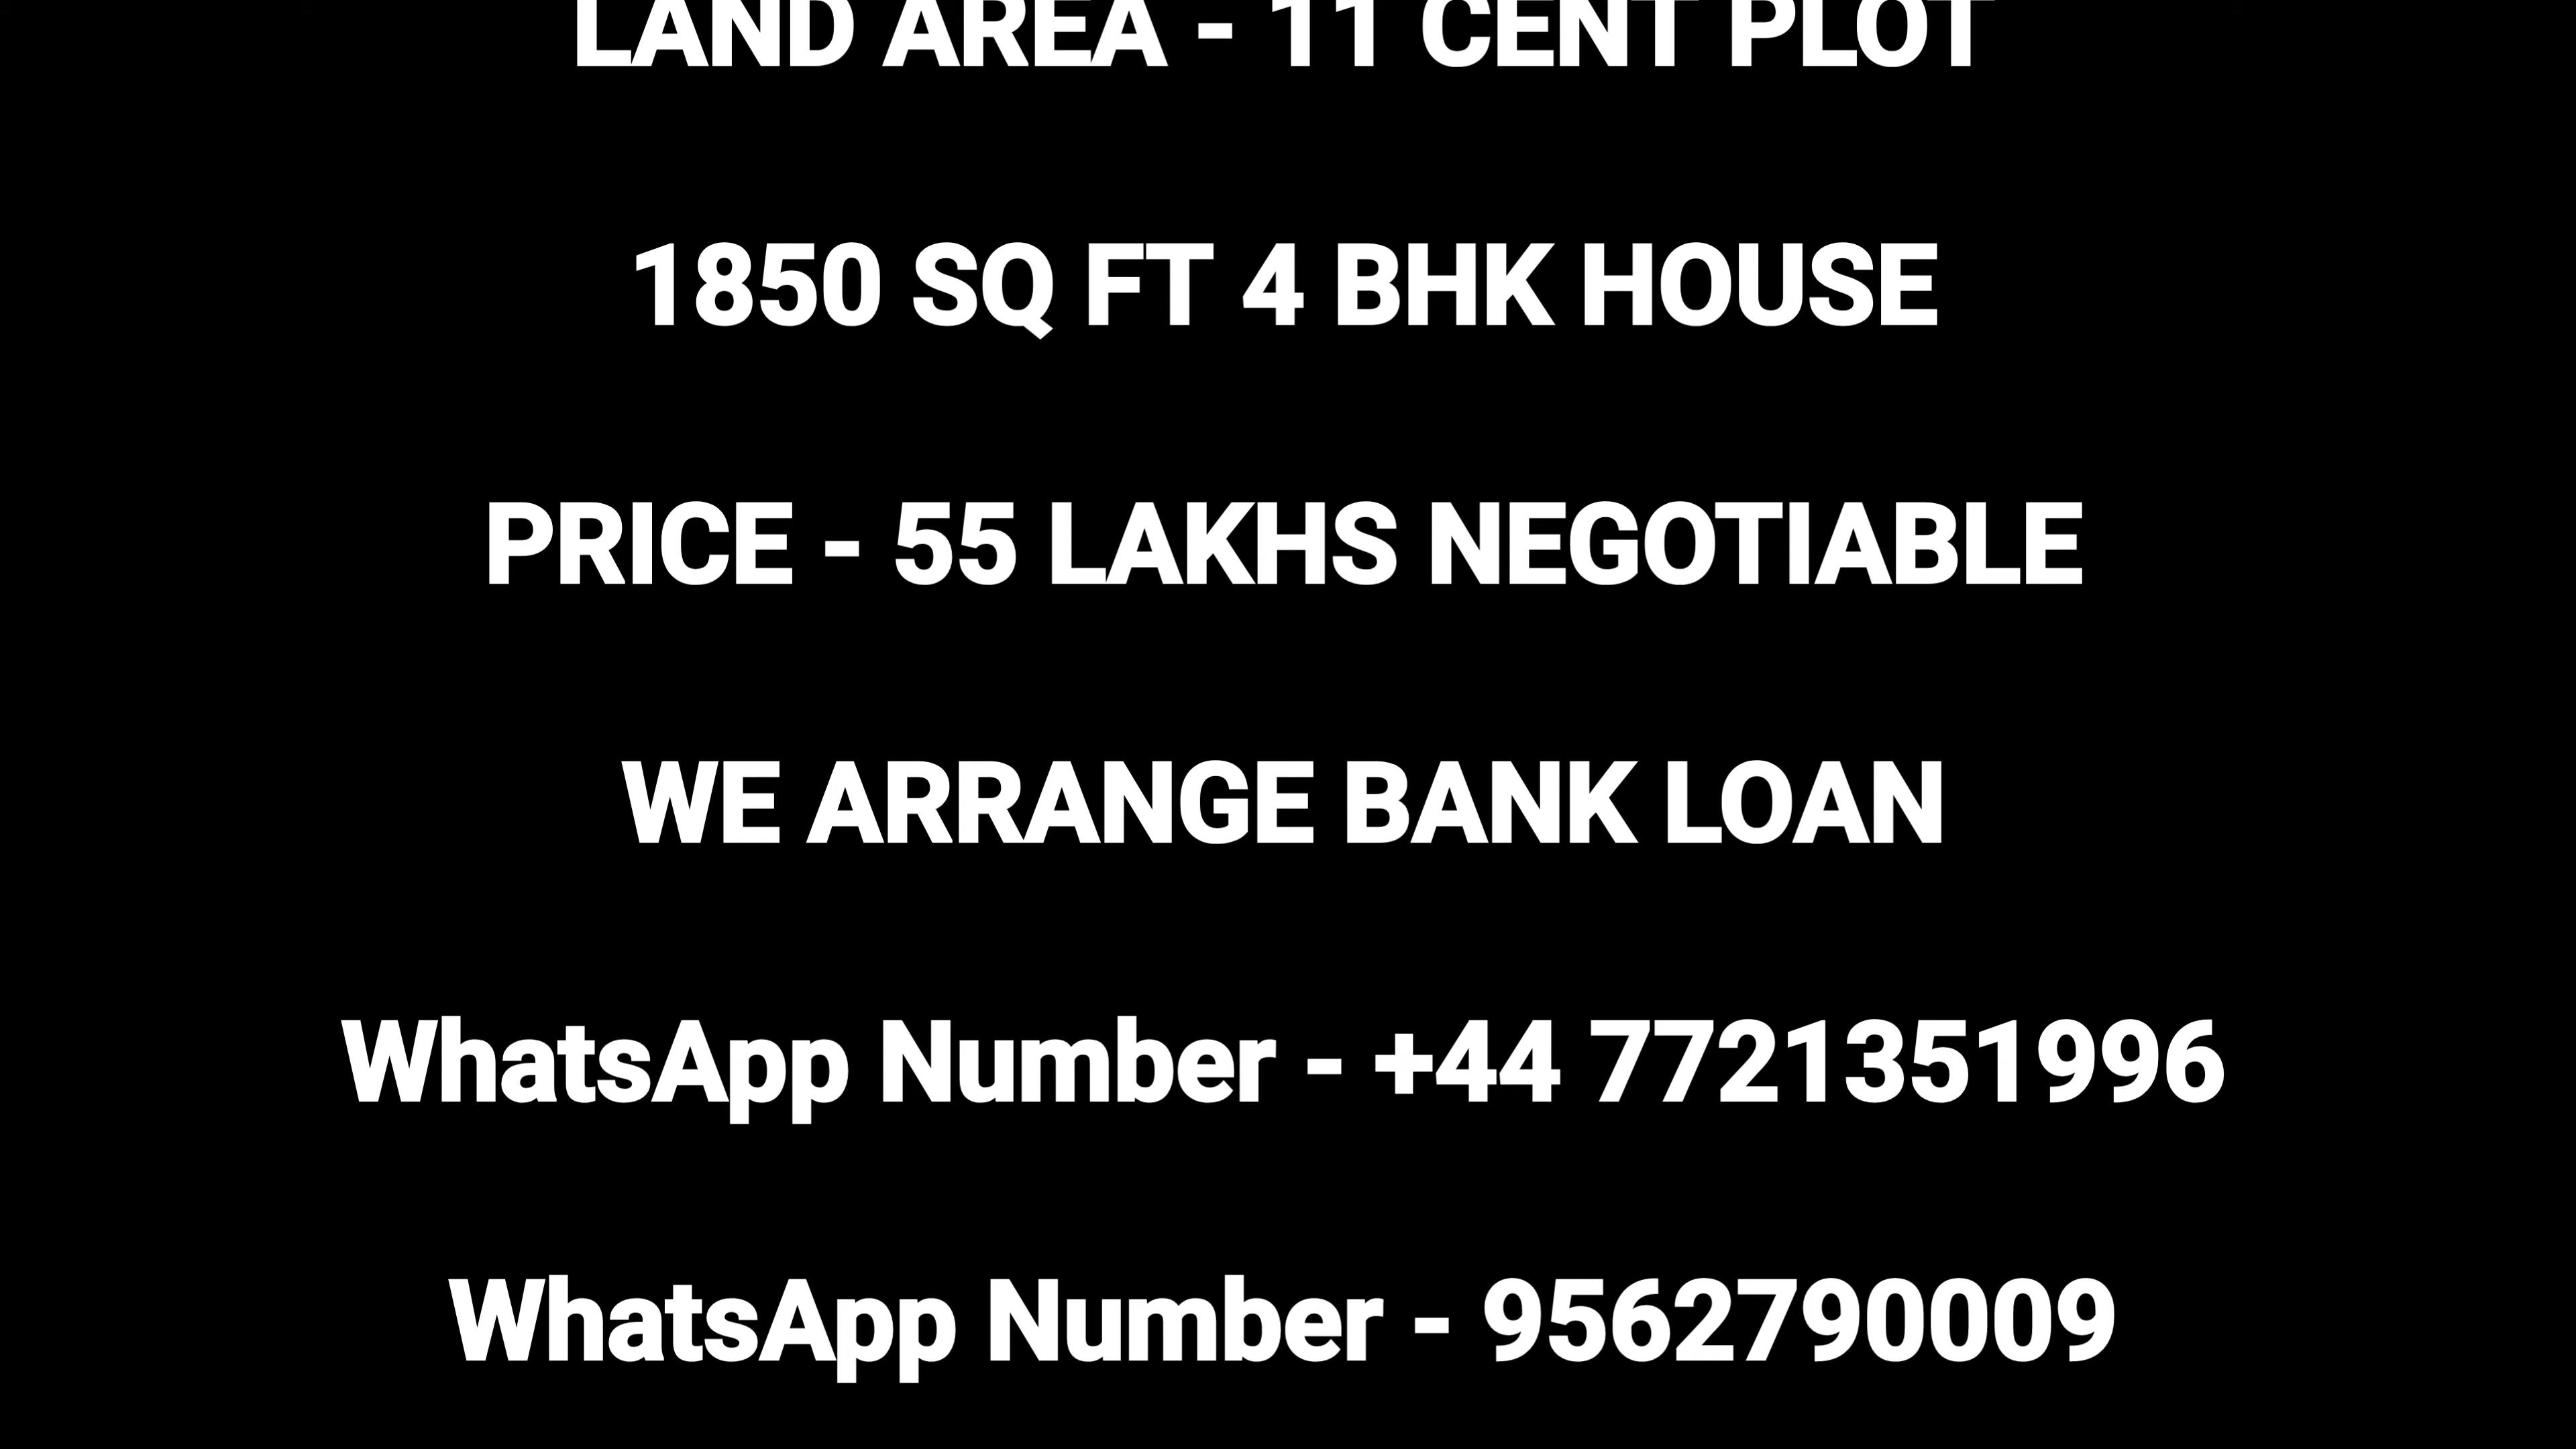 LAND AREA - 11 CENT PLOT
1850 SQ FT 4 BHK HOUSE
PRICE - 55 LAKHS NEGOTIABLE
WE ARRANGE BANK LOAN
WhatsApp Number - +44 7721351996
WhatsApp Number - 9562790009